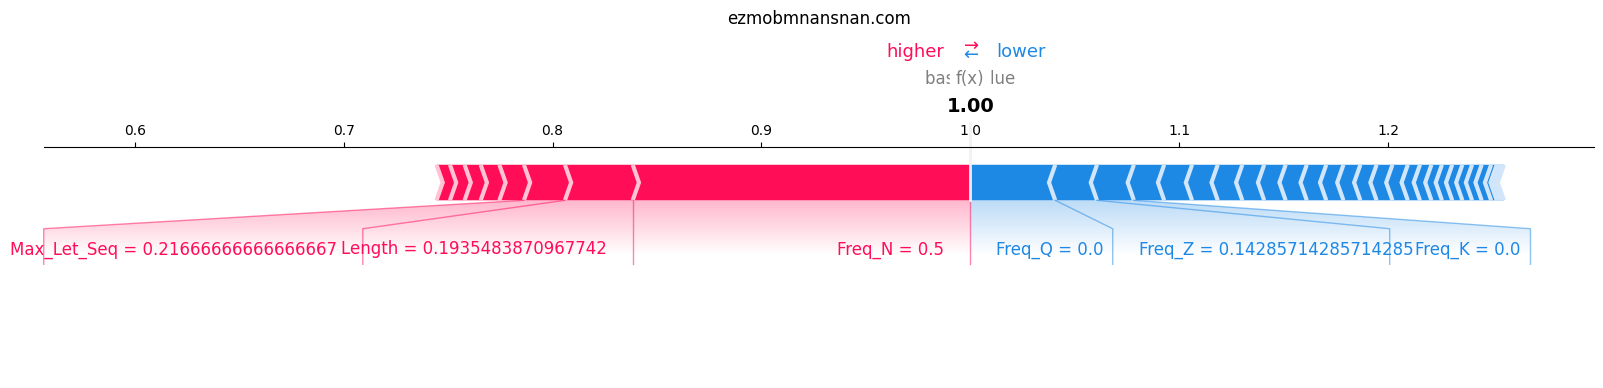 ezmobmnansnan.com
higher ⇄ lower
f(x)
1.00
0.6 0.7 0.8 0.9 1.1 1.2
Max_Let_Seq = 0.21666666666666667 Length = 0.1935483870967742 Freq_N = 0.5 Freq_Q = 0.0 Freq_Z = 0.14285714285714285 Freq_K = 0.0